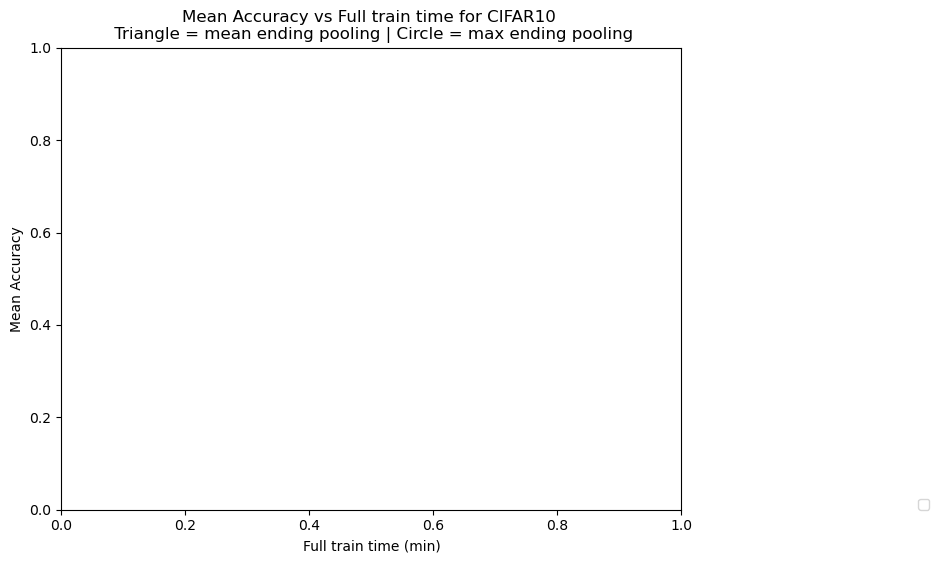 Mean Accuracy vs Full train time for CIFAR10
Triangle = mean ending pooling | Circle = max ending pooling
1.0
0.8
0.6
0.4
0.2
0.0
Mean Accuracy
0.0 0.2 0.4 0.6 0.8 1.0
Full train time (min)